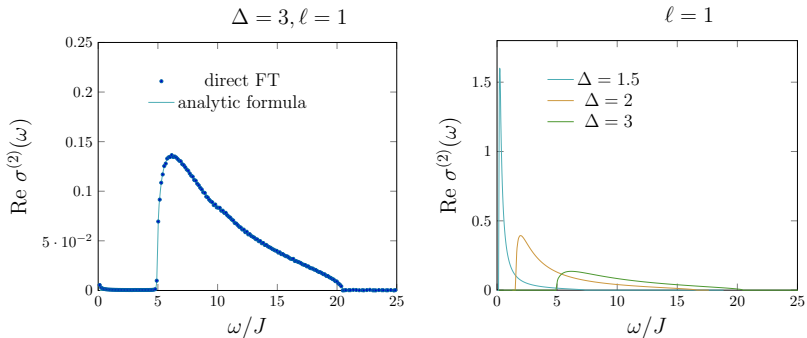 Δ = 3, ℓ = 1
0.25
0.2
0.15
0.1
5 · 10⁻²
0
Re σ⁽²⁾(ω)
direct FT
analytic formula
0 5 10 15 20 25
ω/J
ℓ = 1
1.5
1
0.5
0
Re σ⁽²⁾(ω)
Δ = 1.5
Δ = 2
Δ = 3
0 5 10 15 20 25
ω/J